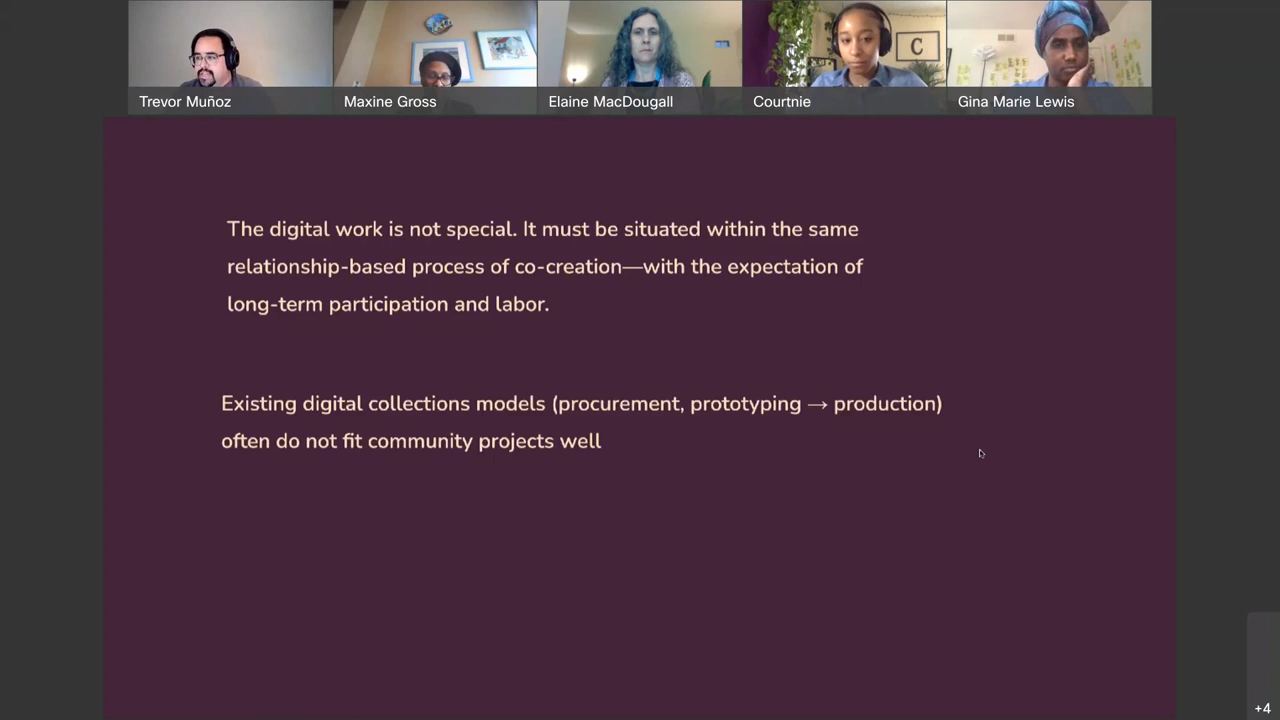 Trevor Muñoz
Maxine Gross
Elaine MacDougall
Courtnie
C
Gina Marie Lewis
The digital work is not special. It must be situated within the same
relationship-based process of co-creation—with the expectation of
long-term participation and labor.
Existing digital collections models (procurement, prototyping → production)
often do not fit community projects well
+4